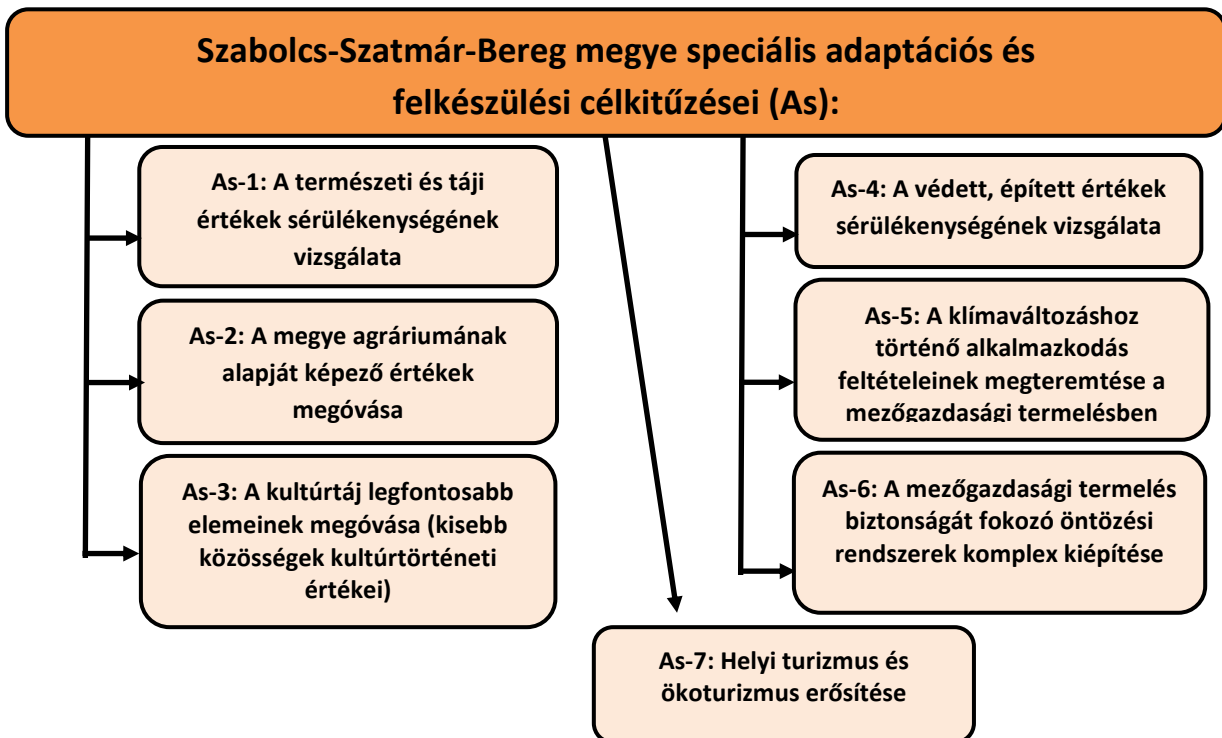 Szabolcs-Szatmár-Bereg megye speciális adaptációs és
felkészülési célkitűzései (As):
As-1: A természeti és táji
értékek sérülékenységének
vizsgálata
As-2: A megye agráriumának
alapját képező értékek
megóvása
As-3: A kultúrtáj legfontosabb
elemeinek megóvása (kisebb
közösségek kultúrtörténeti
értékei)
As-4: A védett, épített értékek
sérülékenységének vizsgálata
As-5: A klímaváltozáshoz
történő alkalmazkodás
feltételeinek megteremtése a
mezőgazdasági termelésben
As-6: A mezőgazdasági termelés
biztonságát fokozó öntözési
rendszerek komplex kiépítése
As-7: Helyi turizmus és
ökoturizmus erősítése